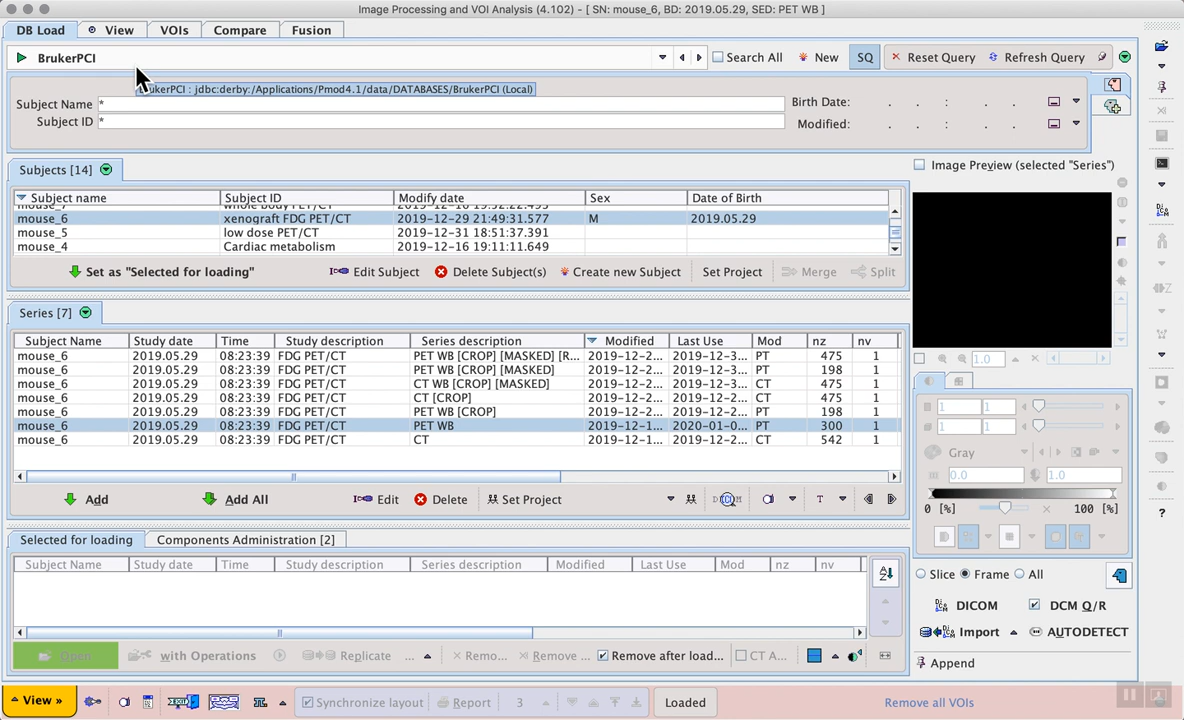 Image Processing and VOI Analysis (4.102) - [ SN: mouse_6, BD: 2019.05.29, SED: PET WB ]
DB Load View VOIs Compare Fusion
BrukerPCI Search All New SQ Reset Query Refresh Query
BrukerPCI : jdbc:derby:/Applications/Pmod4.1/data/DATABASES/BrukerPCI (Local)
Subject Name * Birth Date: . . : . .
Subject ID * Modified: . . : . .
Subjects [14] Image Preview (selected "Series")
Subject name Subject ID Modify date Sex Date of Birth
mouse_6 xenograft FDG PET/CT 2019-12-29 21:49:31.577 M 2019.05.29
mouse_5 low dose PET/CT 2019-12-31 18:51:37.391
mouse_4 Cardiac metabolism 2019-12-16 19:11:11.649
Set as "Selected for loading" Edit Subject Delete Subject(s) Create new Subject Set Project Merge Split
Series [7]
Subject Name Study date Time Study description Series description Modified Last Use Mod nz nv
mouse_6 2019.05.29 08:23:39 FDG PET/CT PET WB [CROP] [MASKED] [R... 2019-12-2... 2019-12-3... PT 475 1
mouse_6 2019.05.29 08:23:39 FDG PET/CT PET WB [CROP] [MASKED] 2019-12-2... 2019-12-2... PT 198 1
mouse_6 2019.05.29 08:23:39 FDG PET/CT CT WB [CROP] [MASKED] 2019-12-2... 2019-12-2... CT 475 1
mouse_6 2019.05.29 08:23:39 FDG PET/CT CT [CROP] 2019-12-2... 2019-12-2... CT 475 1
mouse_6 2019.05.29 08:23:39 FDG PET/CT PET WB [CROP] 2019-12-2... 2019-12-2... PT 198 1
mouse_6 2019.05.29 08:23:39 FDG PET/CT PET WB 2019-12-1... 2020-01-0... PT 300 1
mouse_6 2019.05.29 08:23:39 FDG PET/CT CT 2019-12-1... 2019-12-2... CT 542 1
1.0
1 1
1 1
Gray
0.0 1.0
0 [%] 100 [%]
Add Add All Edit Delete Set Project T
Selected for loading Components Administration [2]
Subject Name Study date Time Study description Series description Modified Last Use Mod nz nv
Slice Frame All
DICOM DCM Q/R
Import AUTODETECT
Append
Open with Operations Replicate ... Remo... Remove ... Remove after load... CT A...
View » Synchronize layout Report 3 Loaded Remove all VOIs